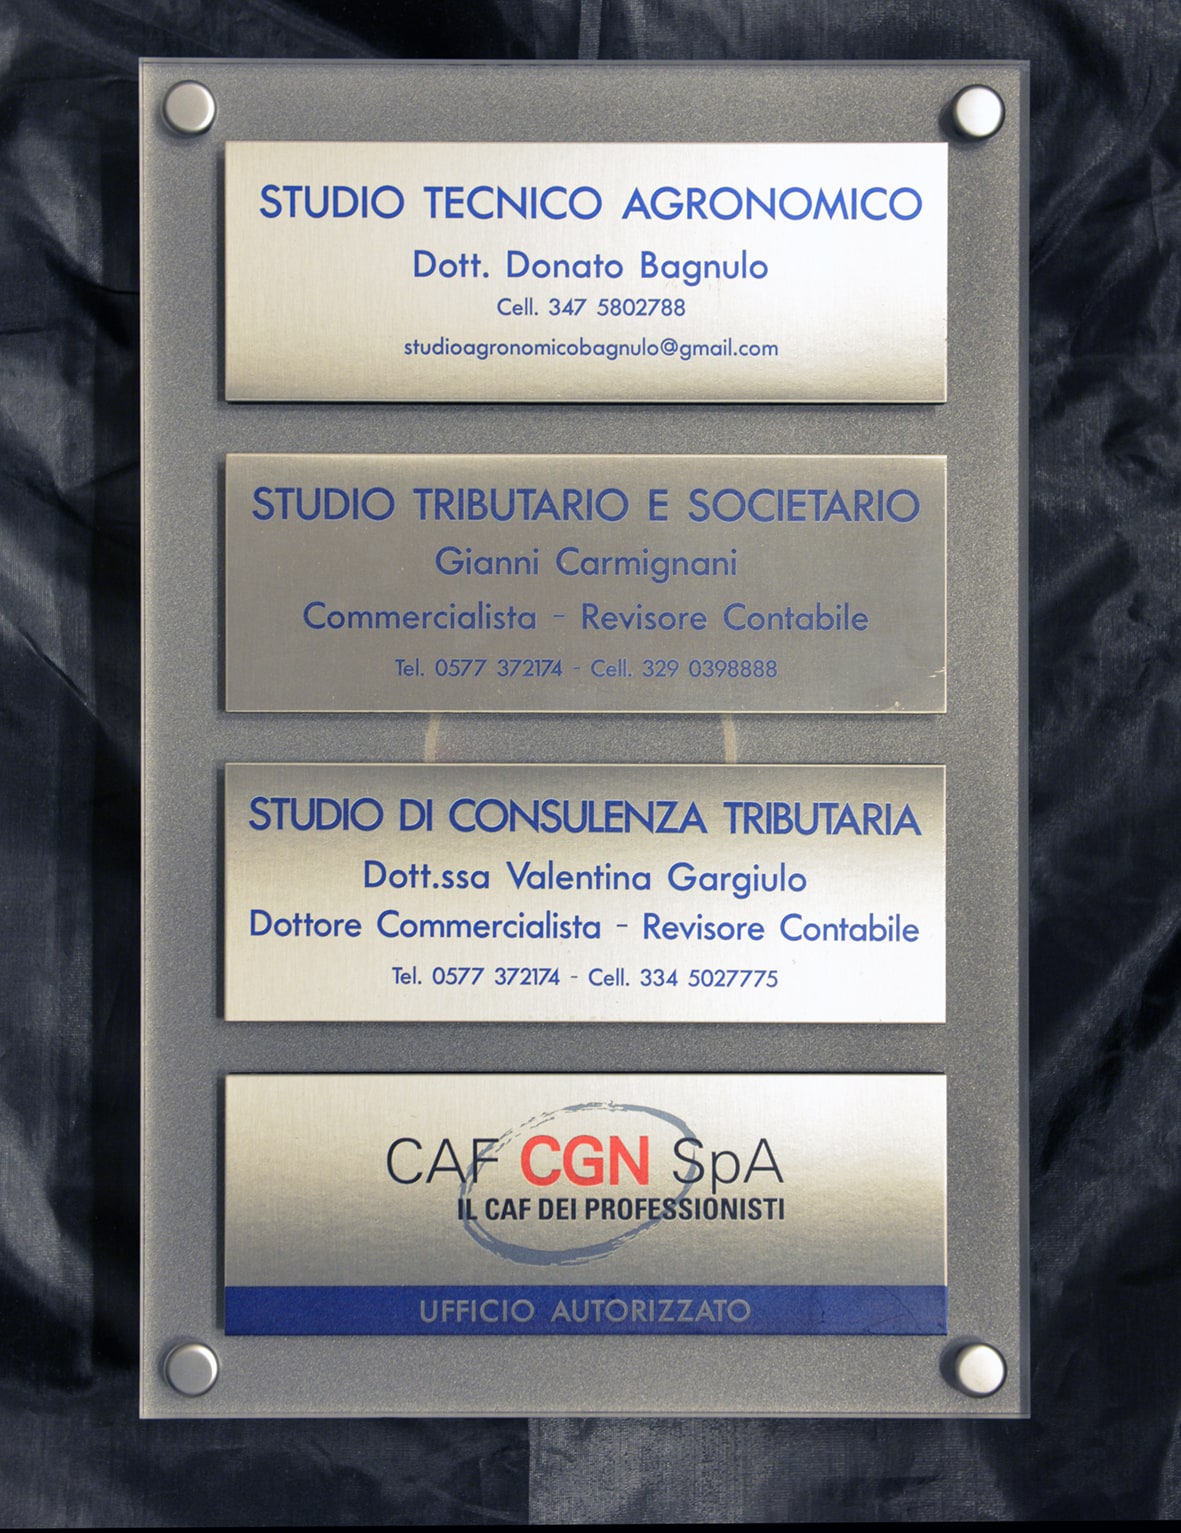 STUDIO TECNICO AGRONOMICO
Dott. Donato Bagnulo
Cell. 347 5802788
studioagronomicobagnulo@gmail.com
STUDIO TRIBUTARIO E SOCIETARIO
Gianni Carmignani
Commercialista - Revisore Contabile
Tel. 0577 372174 - Cell. 329 0398888
STUDIO DI CONSULENZA TRIBUTARIA
Dott.ssa Valentina Gargiulo
Dottore Commercialista - Revisore Contabile
Tel. 0577 372174 - Cell. 334 5027775
CAF CGN SpA
IL CAF DEI PROFESSIONISTI
UFFICIO AUTORIZZATO